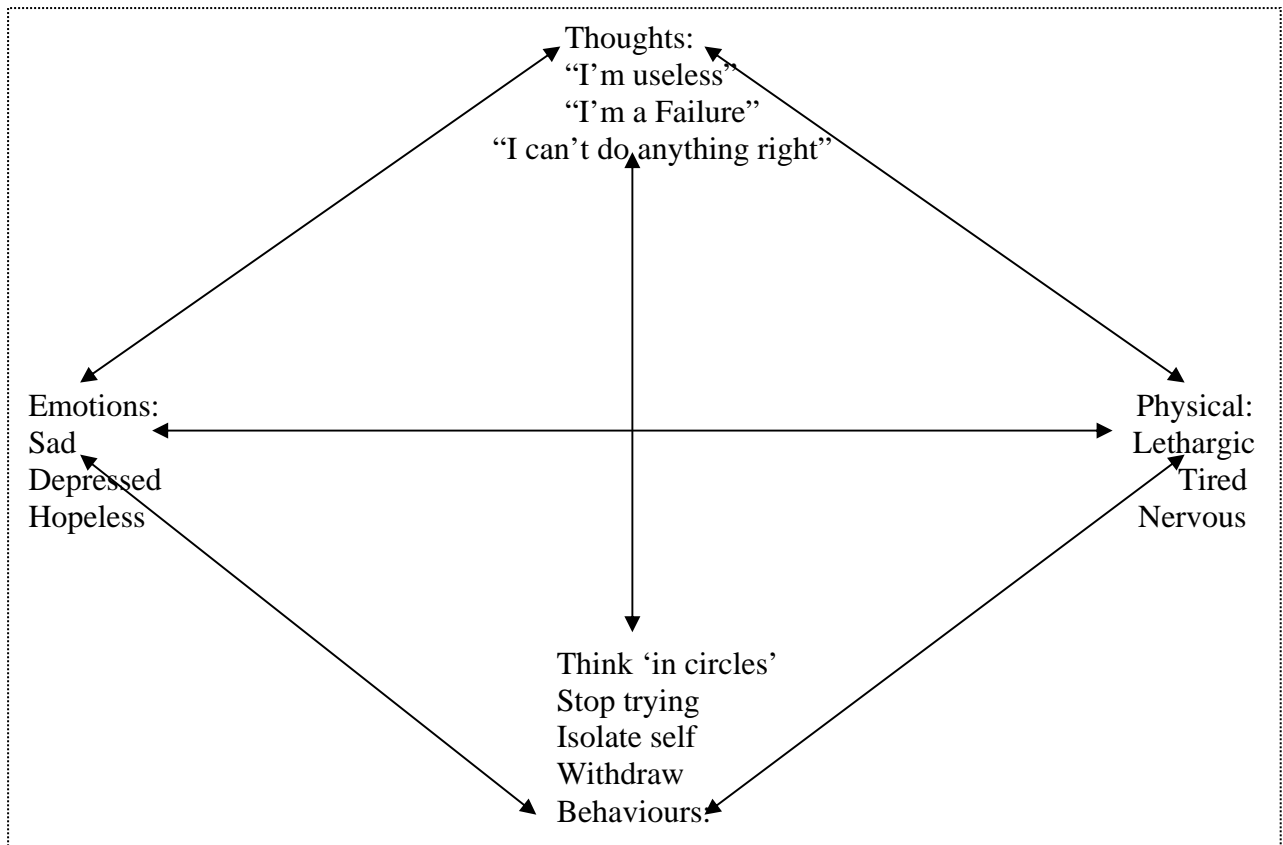 Thoughts:
“I’m useless”
“I’m a Failure”
“I can’t do anything right”
Emotions:
Sad
Depressed
Hopeless
Physical:
Lethargic
Tired
Nervous
Think ‘in circles’
Stop trying
Isolate self
Withdraw
Behaviours: